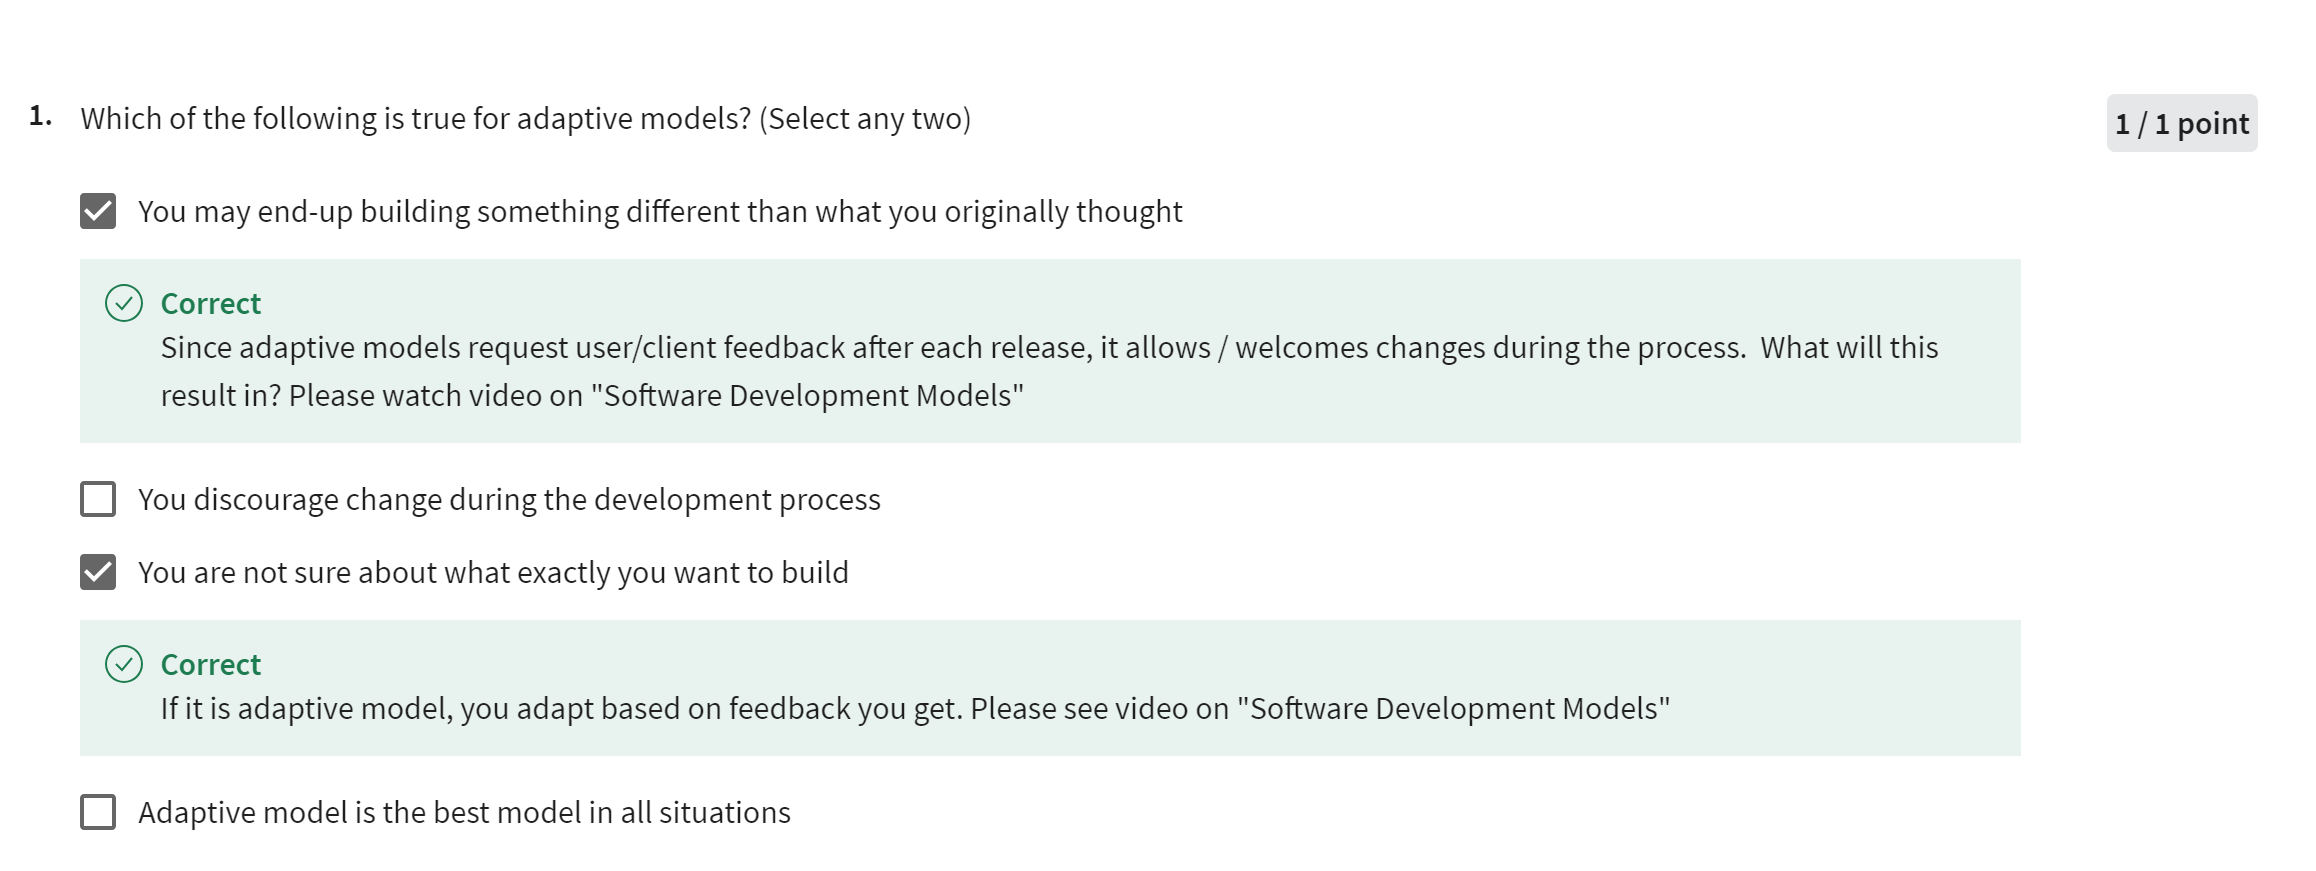 1. Which of the following is true for adaptive models? (Select any two)
1 / 1 point
You may end-up building something different than what you originally thought
Correct
Since adaptive models request user/client feedback after each release, it allows / welcomes changes during the process.  What will this
result in? Please watch video on "Software Development Models"
You discourage change during the development process
You are not sure about what exactly you want to build
Correct
If it is adaptive model, you adapt based on feedback you get. Please see video on "Software Development Models"
Adaptive model is the best model in all situations